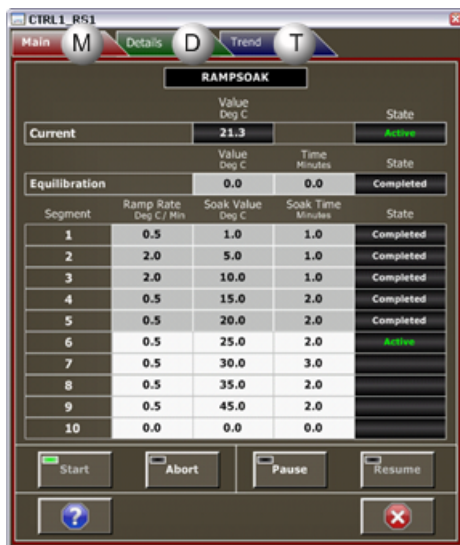 CTRL1_RS1
Main M Details D Trend T
RAMPSOAK
Value
Deg C
State
Current 21.3 Active
Value Time
Deg C Minutes State
Equilibration 0.0 0.0 Completed
Ramp Rate Soak Value Soak Time
Segment Deg C / Min Deg C Minutes State
1 0.5 1.0 1.0 Completed
2 2.0 5.0 1.0 Completed
3 2.0 10.0 1.0 Completed
4 0.5 15.0 2.0 Completed
5 0.5 20.0 2.0 Completed
6 0.5 25.0 2.0 Active
7 0.5 30.0 3.0
8 0.5 35.0 2.0
9 0.5 45.0 2.0
10 0.0 0.0 0.0
Start Abort Pause Resume
?